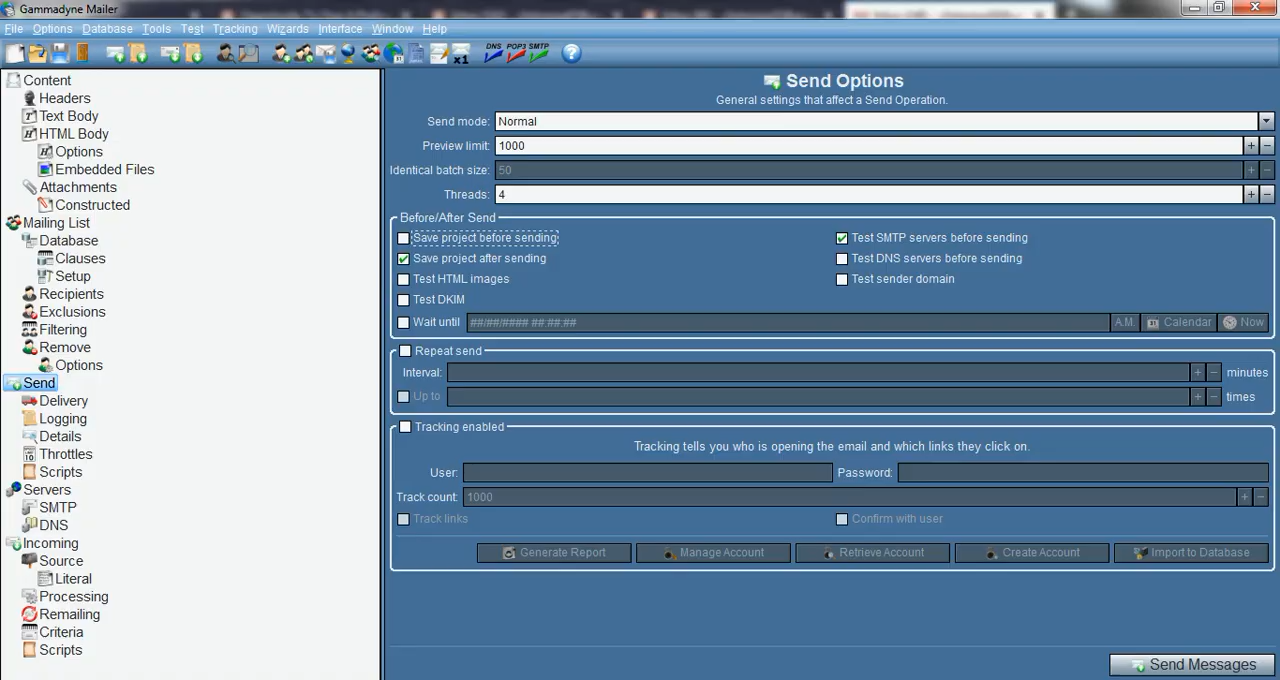 Gammadyne Mailer
File Options Database Tools Test Tracking Wizards Interface Window Help
x1 DNS POP3 SMTP ?
Content
Headers
Text Body
HTML Body
Options
Embedded Files
Attachments
Constructed
Mailing List
Database
Clauses
Setup
Recipients
Exclusions
Filtering
Remove
Options
Send
Delivery
Logging
Details
Throttles
Scripts
Servers
SMTP
DNS
Incoming
Source
Literal
Processing
Remailing
Criteria
Scripts
Send Options
General settings that affect a Send Operation.
Send mode: Normal
Preview limit: 1000 + −
Identical batch size: 50 + −
Threads: 4 + −
Before/After Send
Save project before sending Test SMTP servers before sending
Save project after sending Test DNS servers before sending
Test HTML images Test sender domain
Test DKIM
Wait until ##/##/#### ##:##:## A.M. Calendar Now
Repeat send
Interval: + − minutes
Up to + − times
Tracking enabled
Tracking tells you who is opening the email and which links they click on.
User: Password:
Track count: 1000 + −
Track links Confirm with user
Generate Report Manage Account Retrieve Account Create Account Import to Database
Send Messages